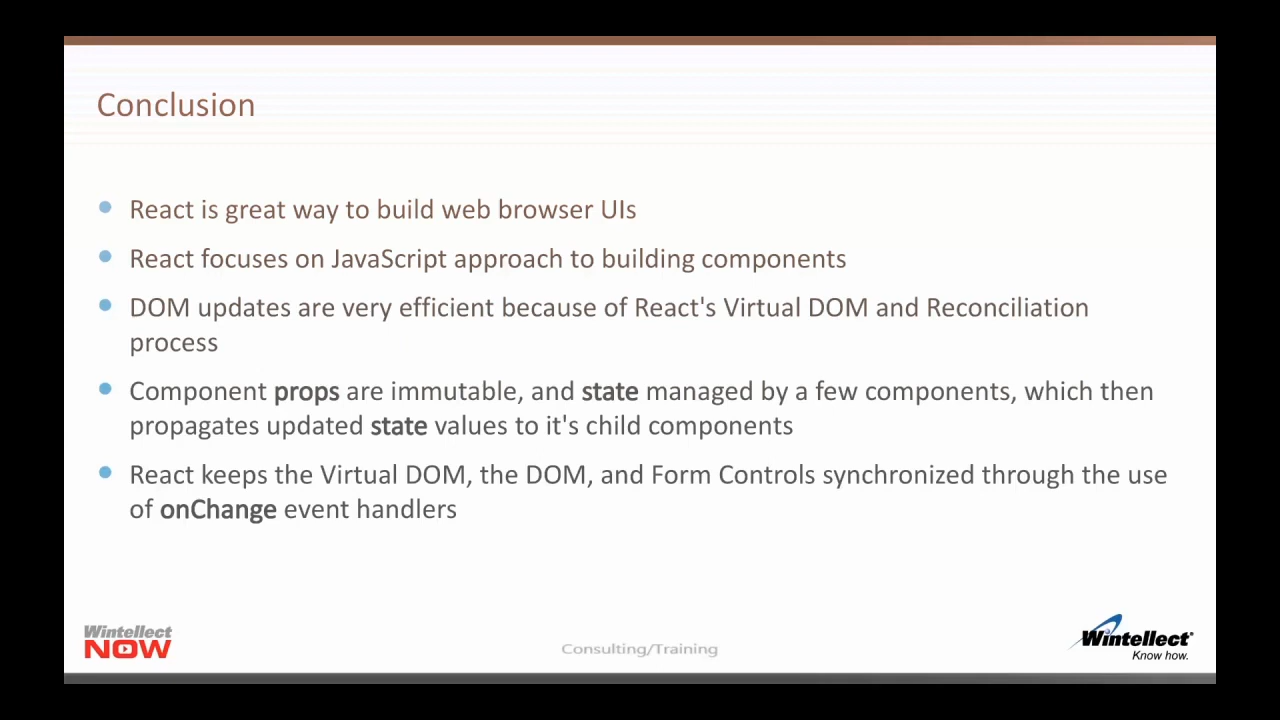 Conclusion
React is great way to build web browser UIs
React focuses on JavaScript approach to building components
DOM updates are very efficient because of React's Virtual DOM and Reconciliation
process
Component props are immutable, and state managed by a few components, which then
propagates updated state values to it's child components
React keeps the Virtual DOM, the DOM, and Form Controls synchronized through the use
of onChange event handlers
Wintellect
NOW
Consulting/Training
Wintellect®
Know how.